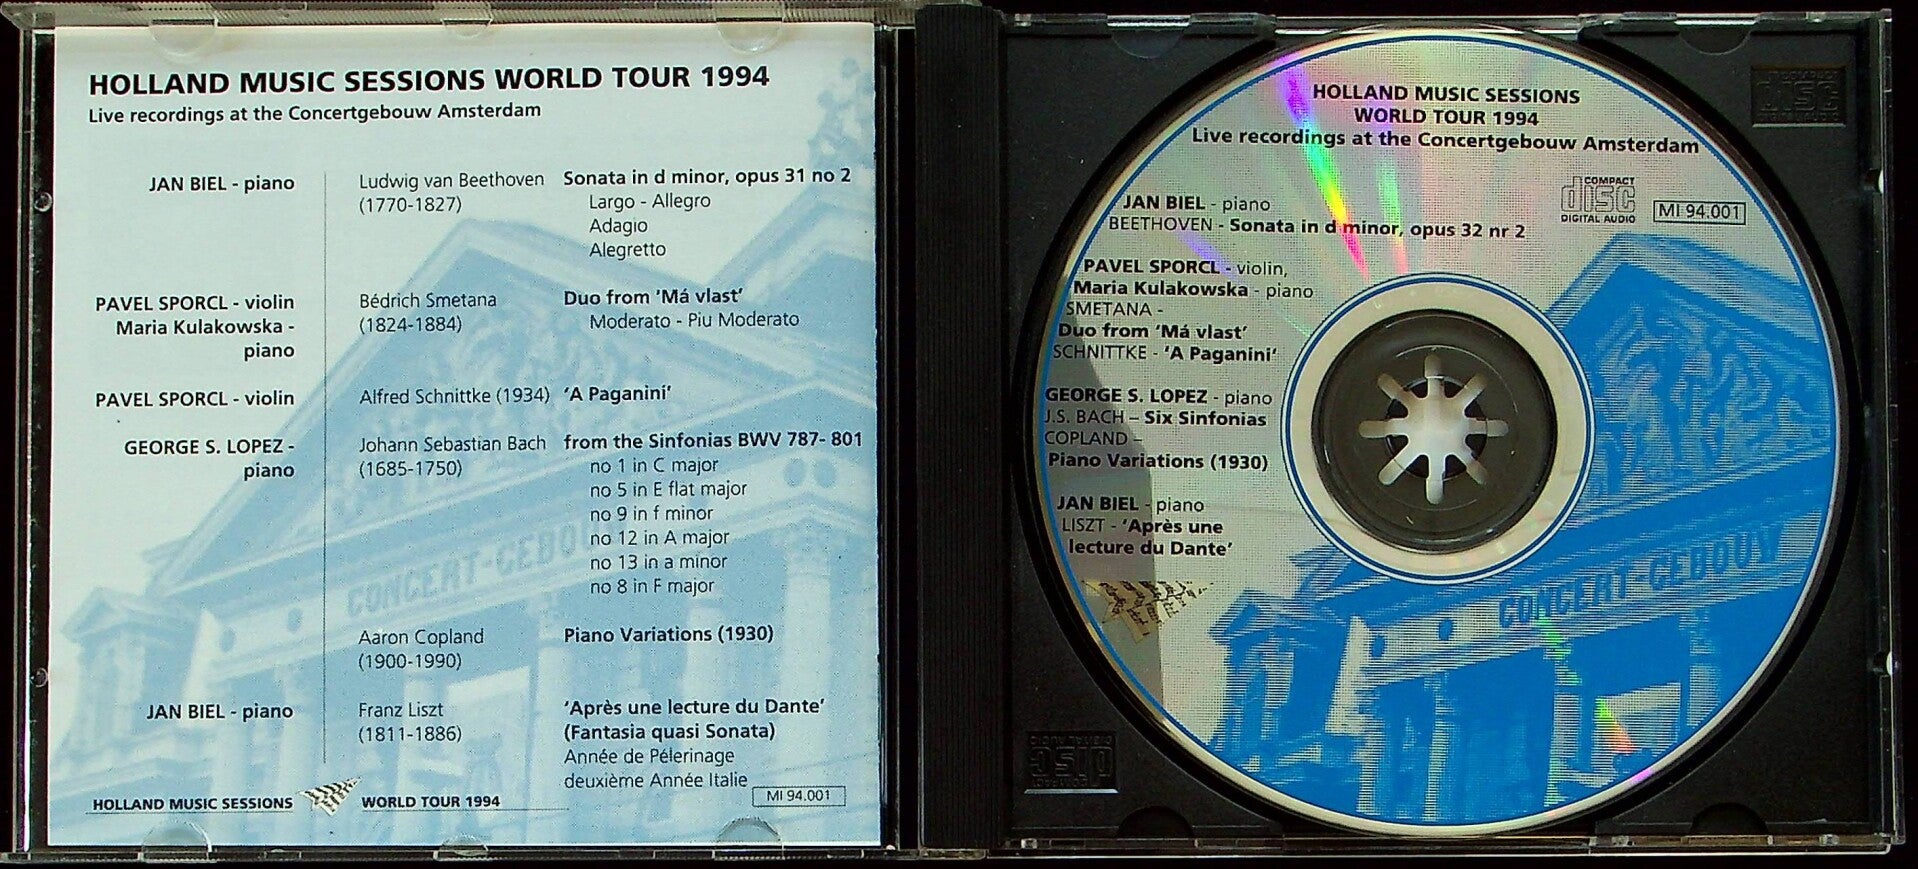 HOLLAND MUSIC SESSIONS WORLD TOUR 1994
Live recordings at the Concertgebouw Amsterdam
JAN BIEL - piano
Ludwig van Beethoven
(1770-1827)
Sonata in d minor, opus 31 no 2
Largo - Allegro
Adagio
Alegretto
PAVEL SPORCL - violin
Maria Kulakowska -
piano
Bédrich Smetana
(1824-1884)
Duo from ‘Má vlast’
Moderato - Piu Moderato
PAVEL SPORCL - violin
Alfred Schnittke (1934)
‘A Paganini’
GEORGE S. LOPEZ -
piano
Johann Sebastian Bach
(1685-1750)
from the Sinfonias BWV 787- 801
no 1 in C major
no 5 in E flat major
no 9 in f minor
no 12 in A major
no 13 in a minor
no 8 in F major
Aaron Copland
(1900-1990)
Piano Variations (1930)
JAN BIEL - piano
Franz Liszt
(1811-1886)
‘Après une lecture du Dante’
(Fantasia quasi Sonata)
Année de Pélerinage
deuxième Année Italie
MI 94.001
HOLLAND MUSIC SESSIONS WORLD TOUR 1994
CONCERT-GEBOU
HOLLAND MUSIC SESSIONS
WORLD TOUR 1994
Live recordings at the Concertgebouw Amsterdam
COMPACT
disc
DIGITAL AUDIO
MI 94.001
JAN BIEL - piano
BEETHOVEN - Sonata in d minor, opus 32 nr 2
PAVEL SPORCL - violin,
Maria Kulakowska - piano
SMETANA -
Duo from ‘Má vlast’
SCHNITTKE - ‘A Paganini’
GEORGE S. LOPEZ - piano
J.S. BACH – Six Sinfonias
COPLAND –
Piano Variations (1930)
JAN BIEL - piano
LISZT - ‘Après une
lecture du Dante’
CONCERT-GEBOUW
COMPACT
disc
disc